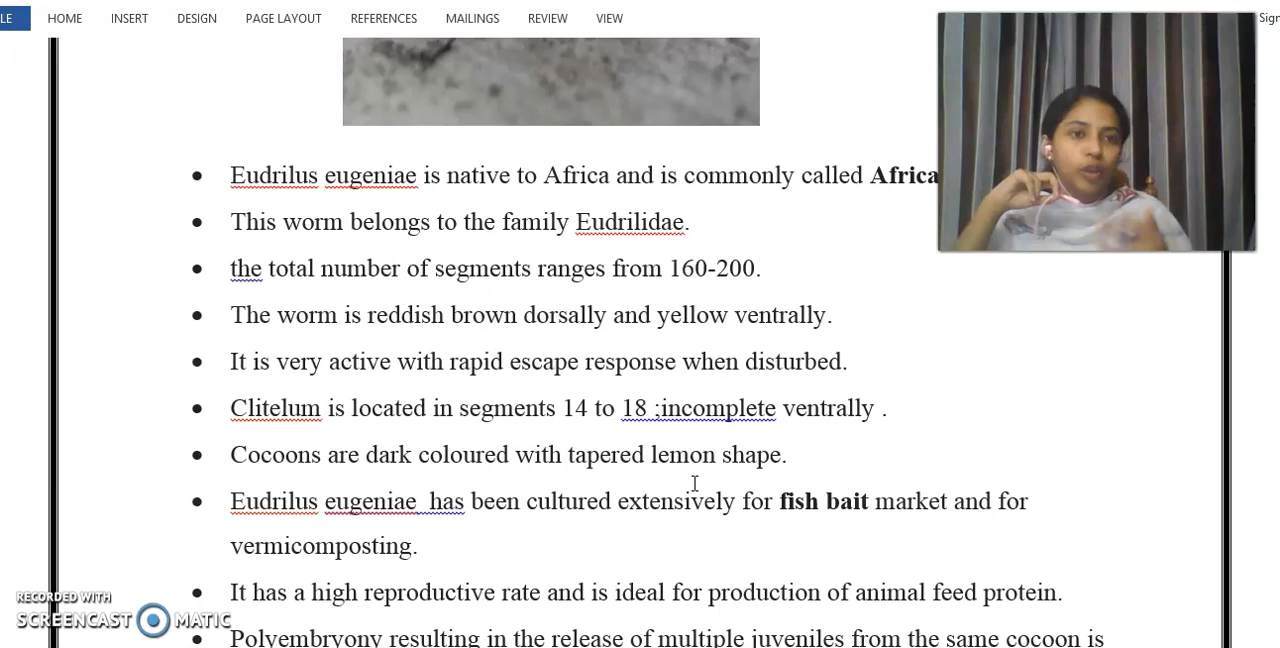 LE HOME INSERT DESIGN PAGE LAYOUT REFERENCES MAILINGS REVIEW VIEW Sign
Eudrilus eugeniae is native to Africa and is commonly called Africa
This worm belongs to the family Eudrilidae.
the total number of segments ranges from 160-200.
The worm is reddish brown dorsally and yellow ventrally.
It is very active with rapid escape response when disturbed.
Clitelum is located in segments 14 to 18 ;incomplete ventrally .
Cocoons are dark coloured with tapered lemon shape.
Eudrilus eugeniae has been cultured extensively for fish bait market and for
vermicomposting.
It has a high reproductive rate and is ideal for production of animal feed protein.
Polyembryony resulting in the release of multiple juveniles from the same cocoon is
RECORDED WITH
SCREENCAST MATIC